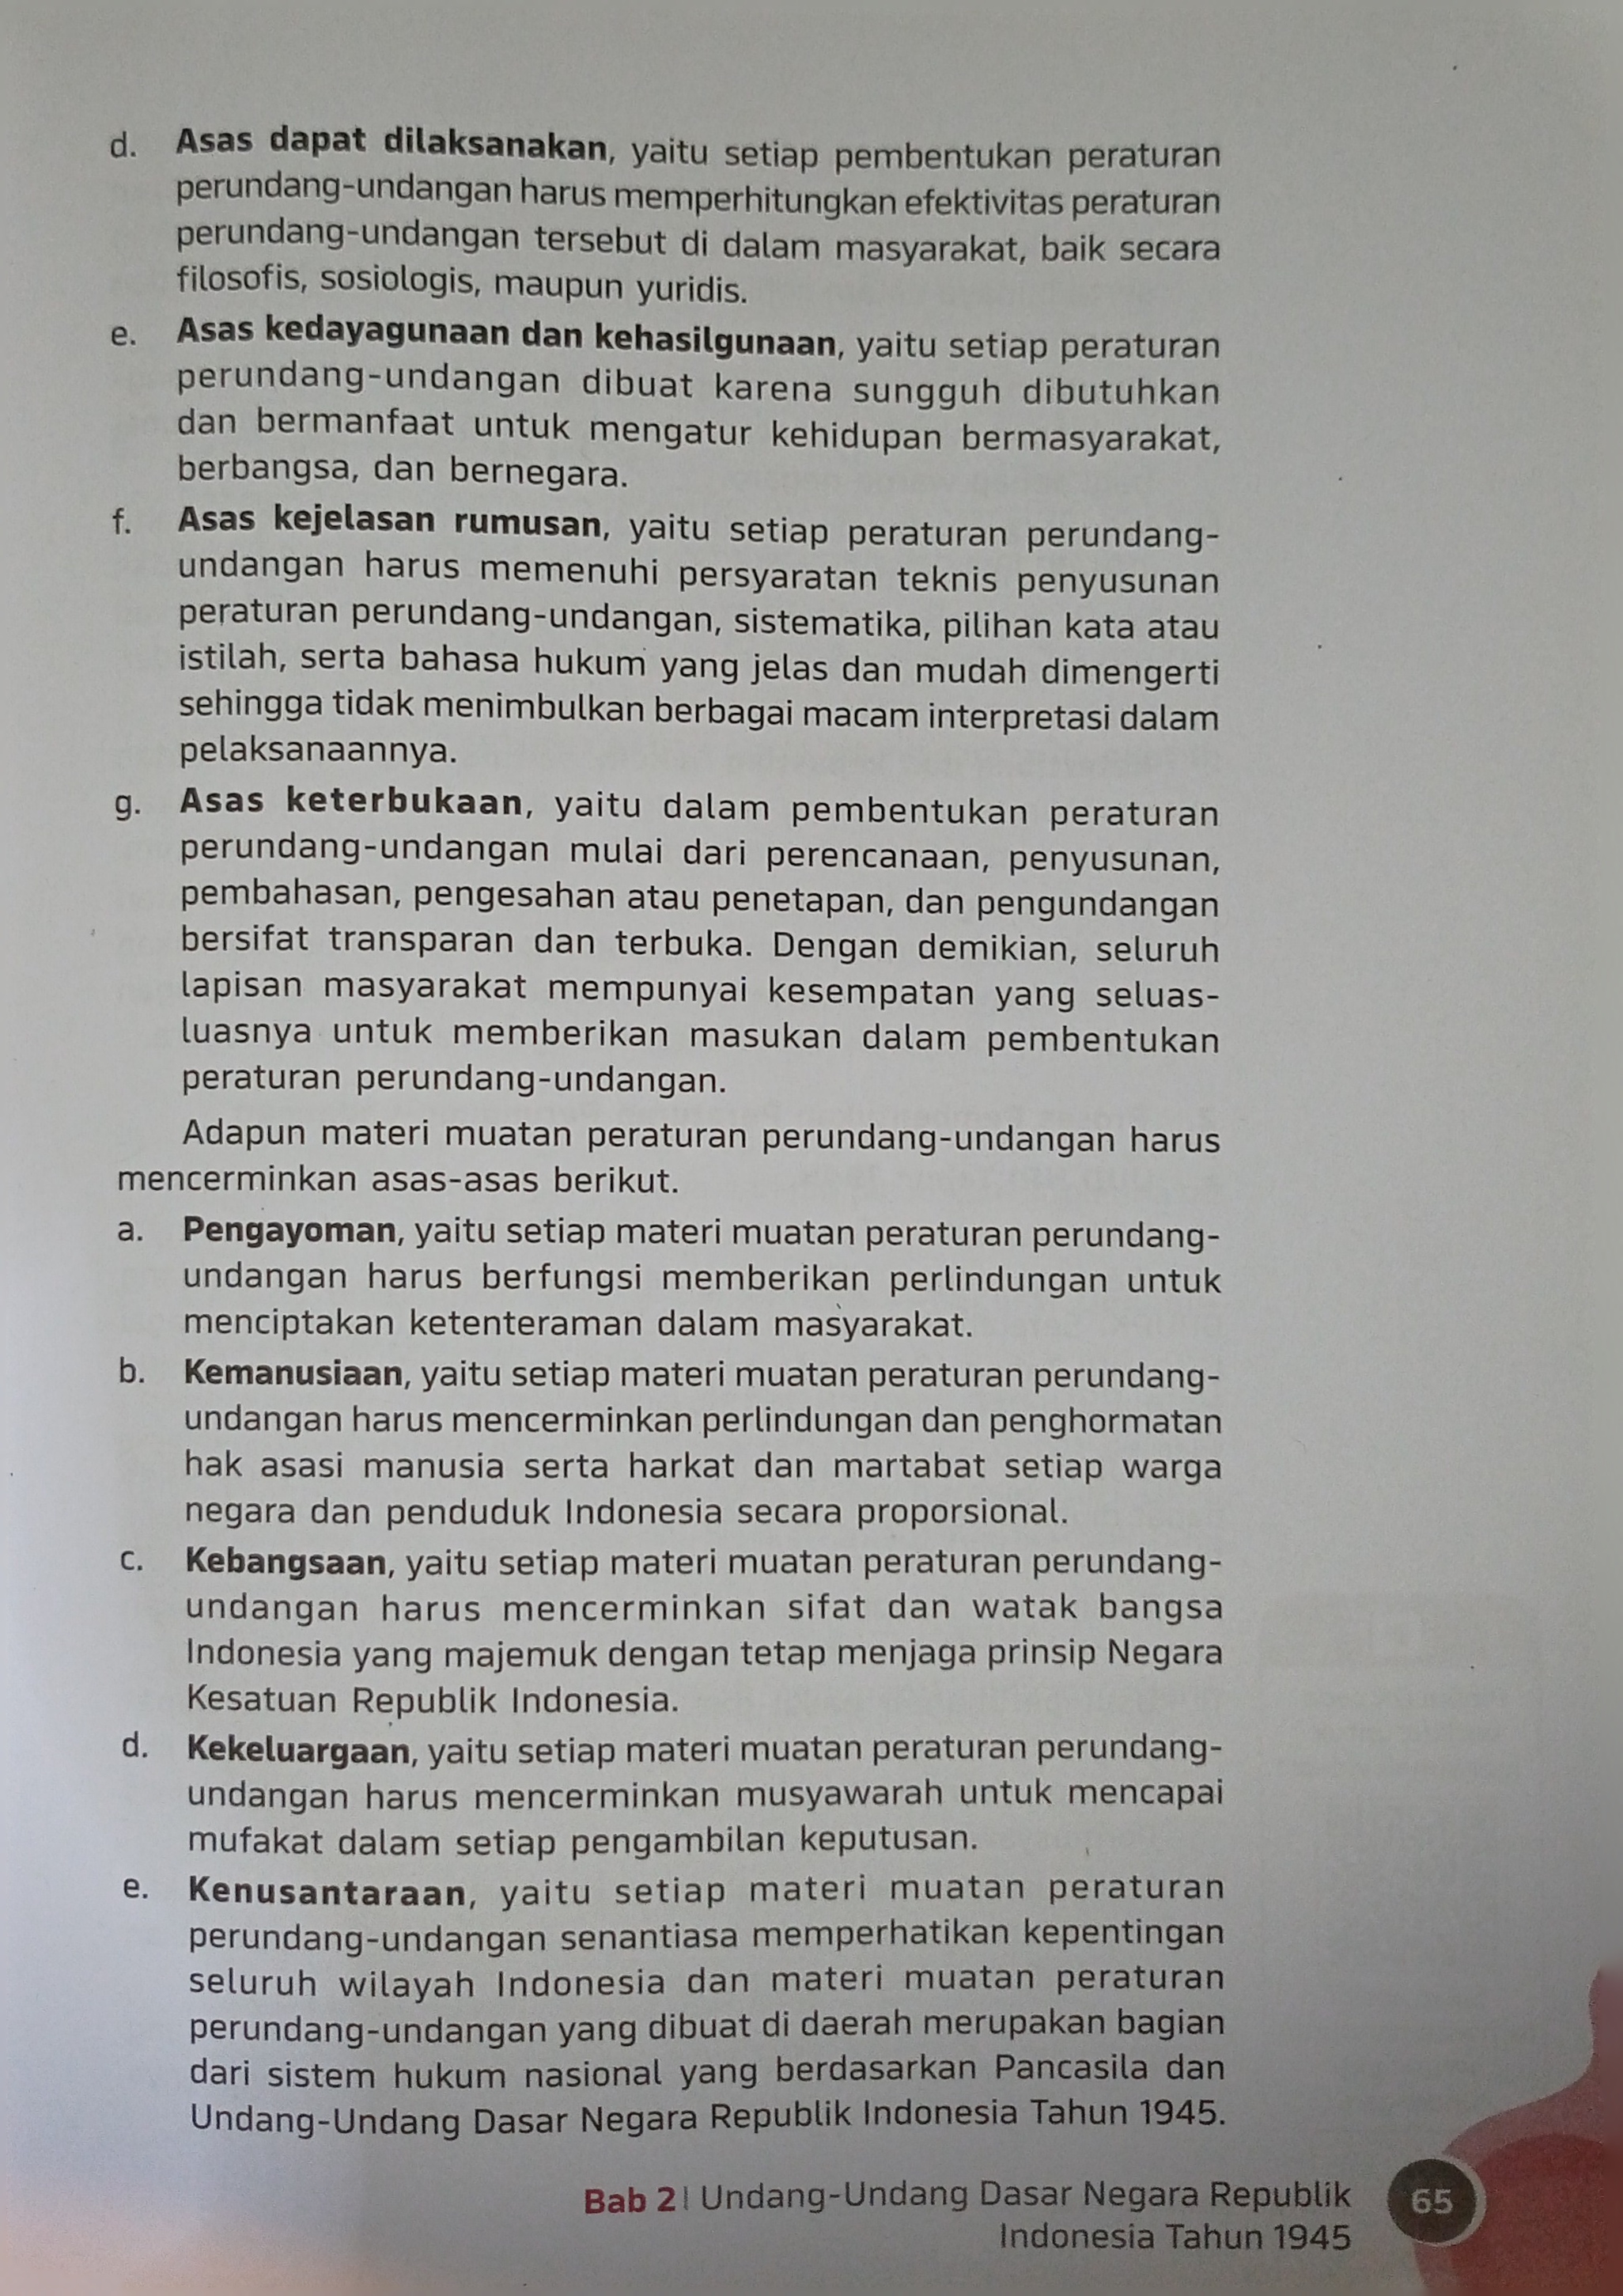 d. Asas dapat dilaksanakan, yaitu setiap pembentukan peraturan
perundang-undangan harus memperhitungkan efektivitas peraturan
perundang-undangan tersebut di dalam masyarakat, baik secara
filosofis, sosiologis, maupun yuridis.
e. Asas kedayagunaan dan kehasilgunaan, yaitu setiap peraturan
perundang-undangan dibuat karena sungguh dibutuhkan
dan bermanfaat untuk mengatur kehidupan bermasyarakat,
berbangsa, dan bernegara.
f. Asas kejelasan rumusan, yaitu setiap peraturan perundang-
undangan harus memenuhi persyaratan teknis penyusunan
peraturan perundang-undangan, sistematika, pilihan kata atau
istilah, serta bahasa hukum yang jelas dan mudah dimengerti
sehingga tidak menimbulkan berbagai macam interpretasi dalam
pelaksanaannya.
g. Asas keterbukaan, yaitu dalam pembentukan peraturan
perundang-undangan mulai dari perencanaan, penyusunan,
pembahasan, pengesahan atau penetapan, dan pengundangan
bersifat transparan dan terbuka. Dengan demikian, seluruh
lapisan masyarakat mempunyai kesempatan yang seluas-
luasnya untuk memberikan masukan dalam pembentukan
peraturan perundang-undangan.
Adapun materi muatan peraturan perundang-undangan harus
mencerminkan asas-asas berikut.
a. Pengayoman, yaitu setiap materi muatan peraturan perundang-
undangan harus berfungsi memberikan perlindungan untuk
menciptakan ketenteraman dalam masyarakat.
b. Kemanusiaan, yaitu setiap materi muatan peraturan perundang-
undangan harus mencerminkan perlindungan dan penghormatan
hak asasi manusia serta harkat dan martabat setiap warga
negara dan penduduk Indonesia secara proporsional.
c. Kebangsaan, yaitu setiap materi muatan peraturan perundang-
undangan harus mencerminkan sifat dan watak bangsa
Indonesia yang majemuk dengan tetap menjaga prinsip Negara
Kesatuan Republik Indonesia.
d. Kekeluargaan, yaitu setiap materi muatan peraturan perundang-
undangan harus mencerminkan musyawarah untuk mencapai
mufakat dalam setiap pengambilan keputusan.
e. Kenusantaraan, yaitu setiap materi muatan peraturan
perundang-undangan senantiasa memperhatikan kepentingan
seluruh wilayah Indonesia dan materi muatan peraturan
perundang-undangan yang dibuat di daerah merupakan bagian
dari sistem hukum nasional yang berdasarkan Pancasila dan
Undang-Undang Dasar Negara Republik Indonesia Tahun 1945.
Bab 2 | Undang-Undang Dasar Negara Republik
Indonesia Tahun 1945
65